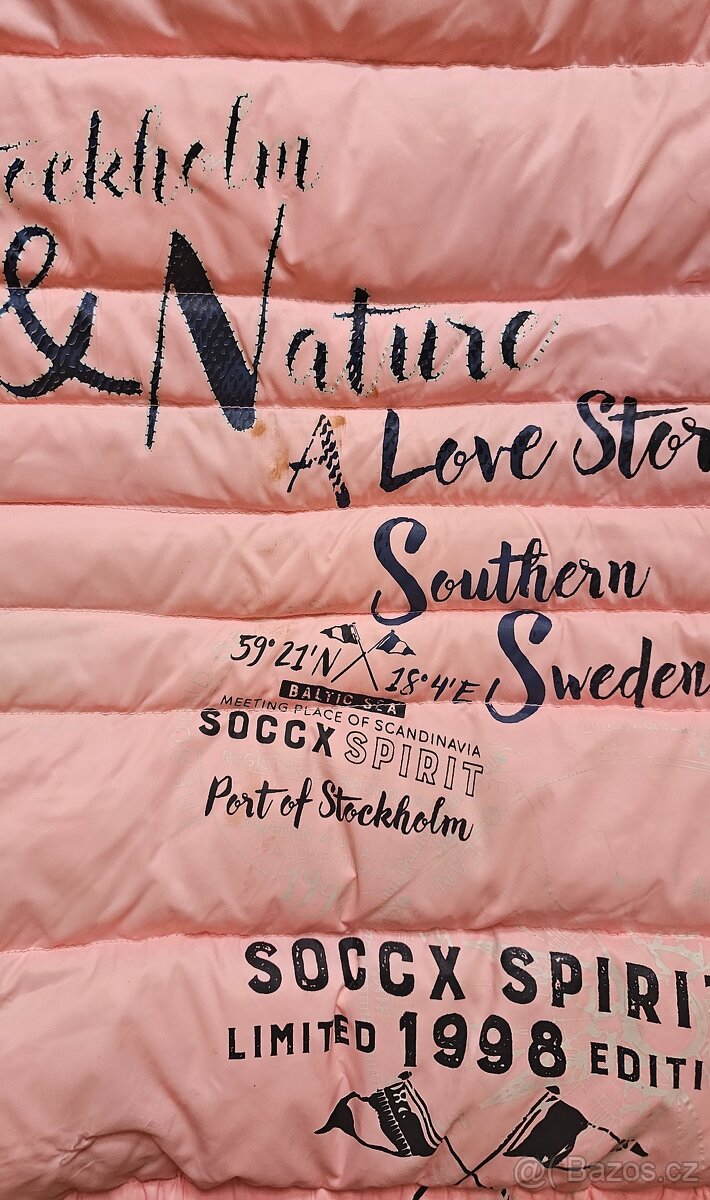 Stockholm
& Nature
A Love Stor
Southern
59°21'N
18°4'E
Sweden
BALTIC SEA
MEETING PLACE OF SCANDINAVIA
SOCCX SPIRIT
Port of Stockholm
SOCCX SPIRIT
LIMITED 1998 EDITI
@ Bazos.cz